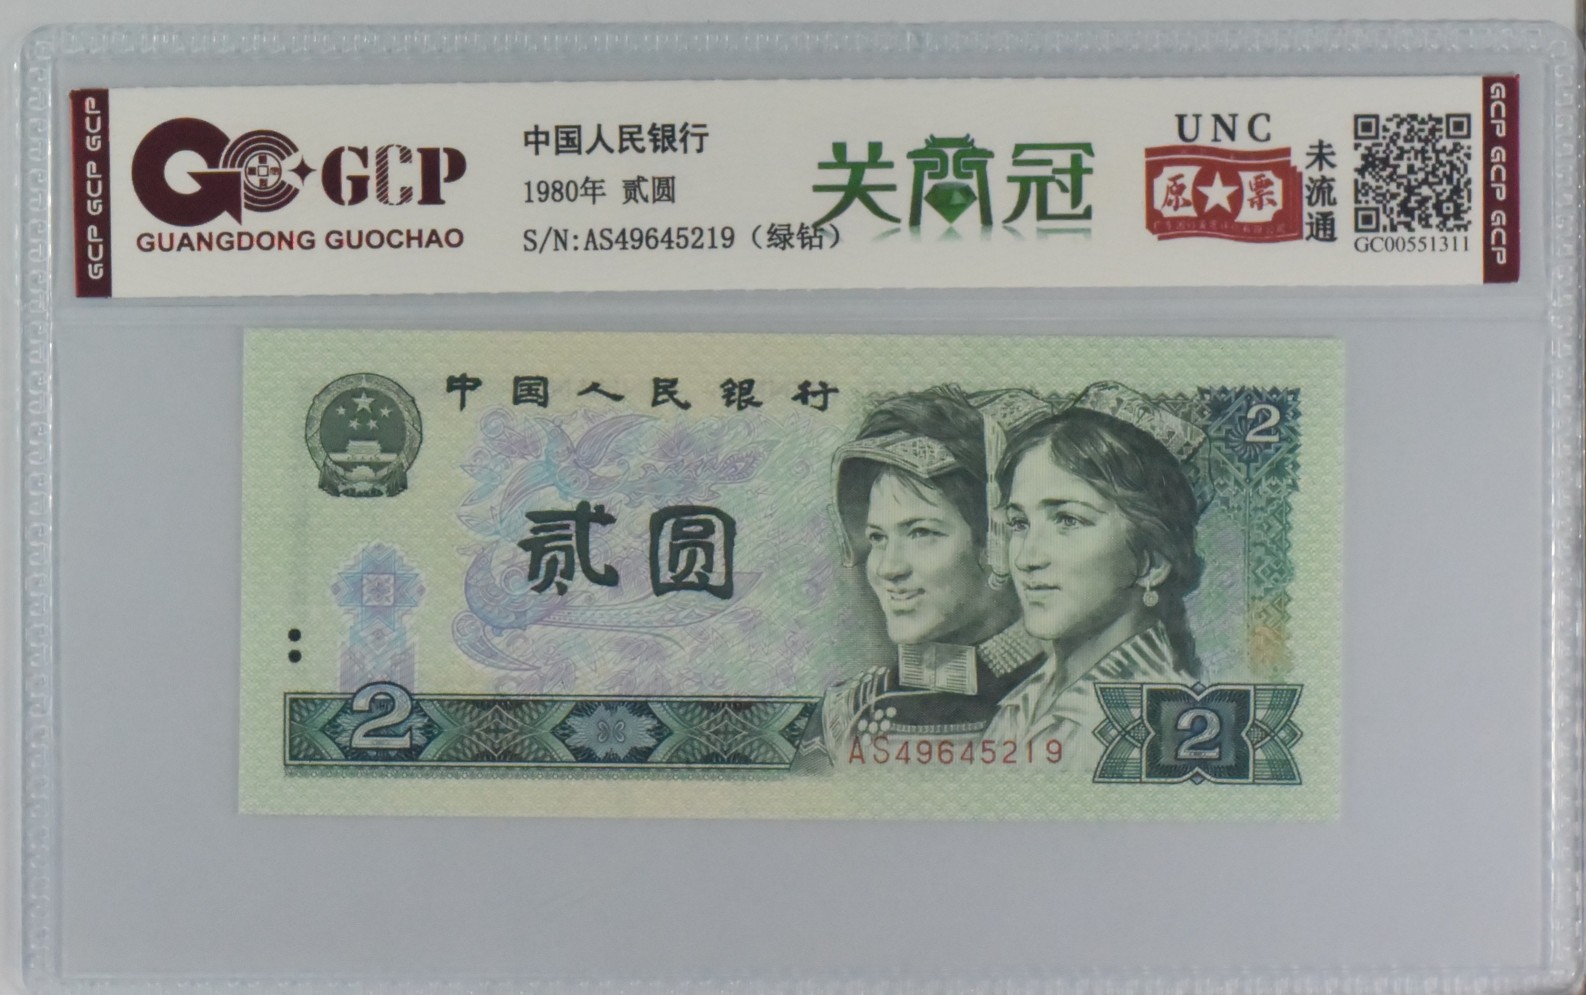 GCP GCP GCP
GCP
GUANGDONG GUOCHAO
中国人民银行
1980年 贰圆
S/N:AS49645219（绿钻）
关门冠
UNC
原★票
未流通
GC00551311
GCP GCP GCP
中国人民银行
2
贰圆
2
AS49645219
2